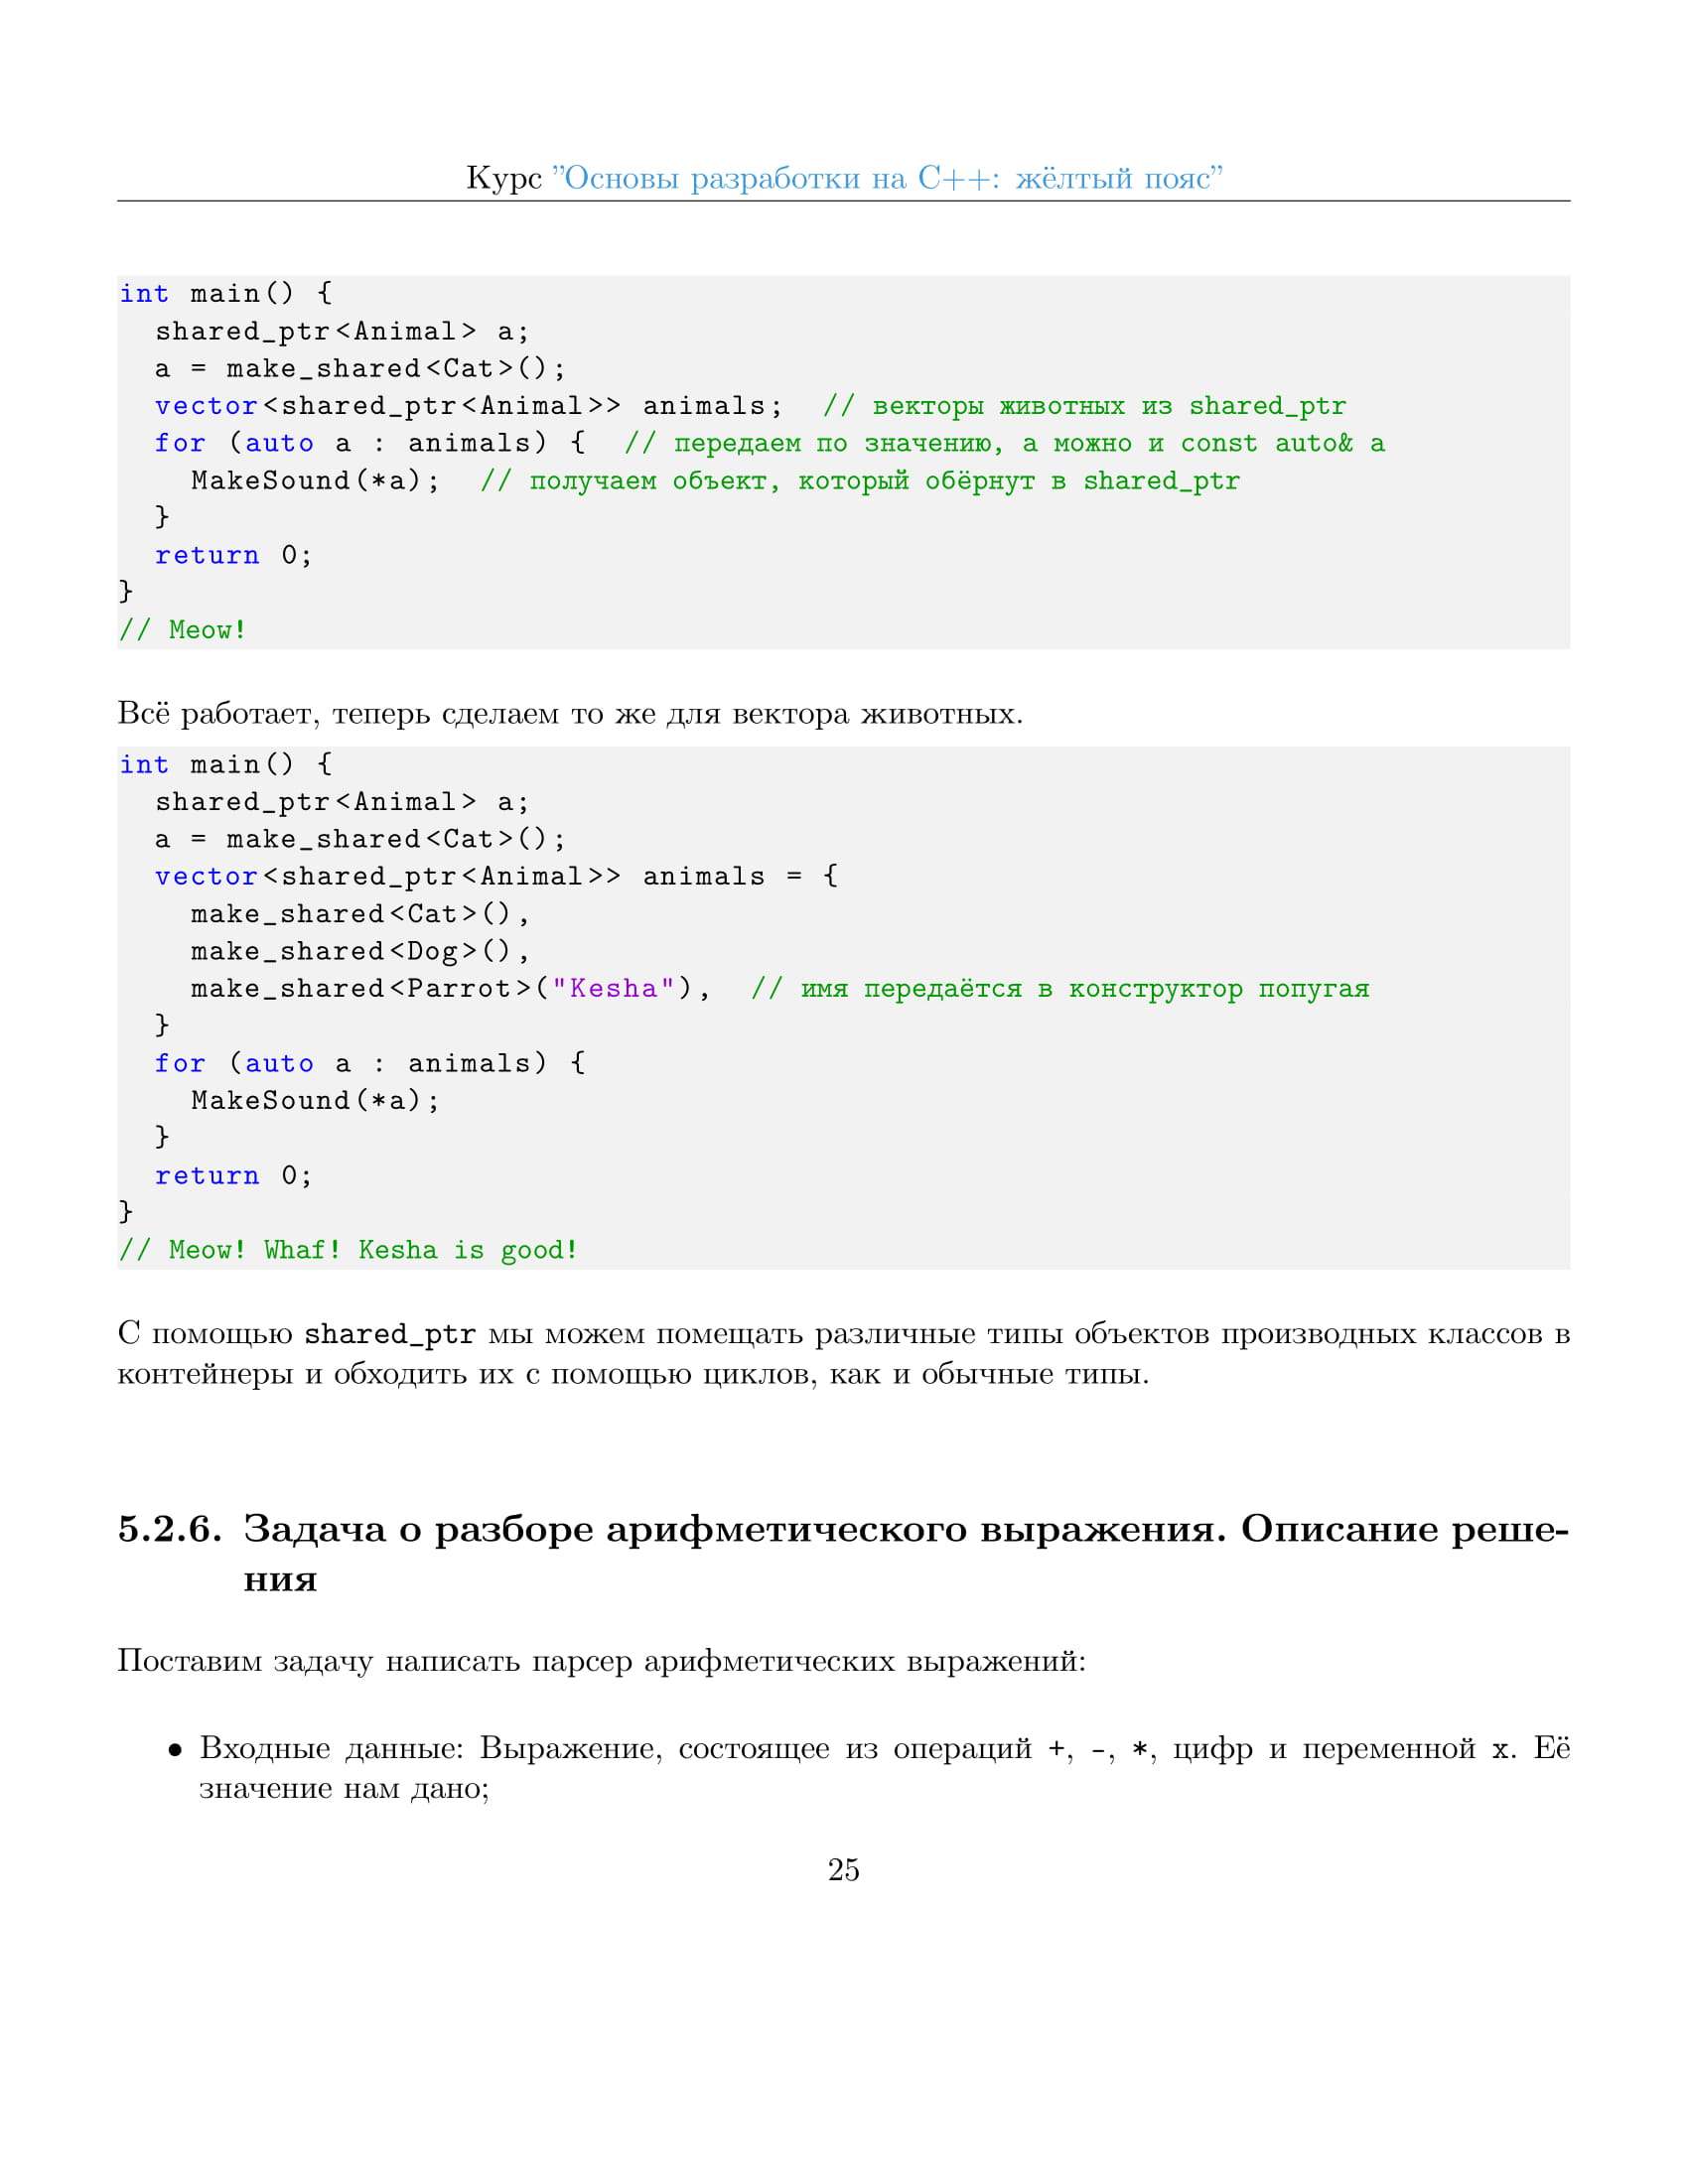 Курс ”Основы разработки на C++: жёлтый пояс”
int main() {
  shared_ptr<Animal> a;
  a = make_shared<Cat>();
  vector<shared_ptr<Animal>> animals;  // векторы животных из shared_ptr
  for (auto a : animals) {  // передаем по значению, а можно и const auto& a
    MakeSound(*a);  // получаем объект, который обёрнут в shared_ptr
  }
  return 0;
}
// Meow!
Всё работает, теперь сделаем то же для вектора животных.
int main() {
  shared_ptr<Animal> a;
  a = make_shared<Cat>();
  vector<shared_ptr<Animal>> animals = {
    make_shared<Cat>(),
    make_shared<Dog>(),
    make_shared<Parrot>("Kesha"),  // имя передаётся в конструктор попугая
  }
  for (auto a : animals) {
    MakeSound(*a);
  }
  return 0;
}
// Meow! Whaf! Kesha is good!
С помощью shared_ptr мы можем помещать различные типы объектов производных классов в
контейнеры и обходить их с помощью циклов, как и обычные типы.
5.2.6. Задача о разборе арифметического выражения. Описание реше-
ния
Поставим задачу написать парсер арифметических выражений:
• Входные данные: Выражение, состоящее из операций +, -, *, цифр и переменной x. Её
значение нам дано;
25